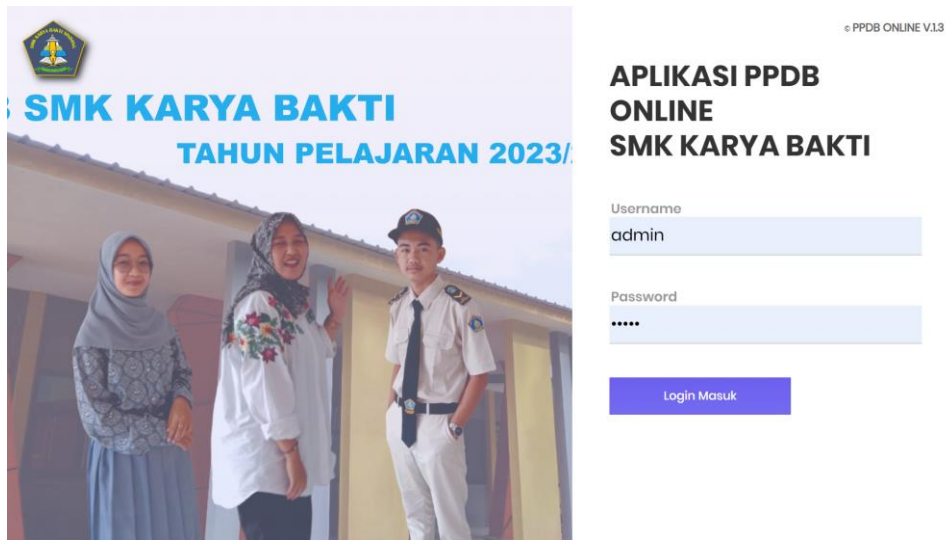 © PPDB ONLINE V.1.3
SMK KARYA BAKTI
TAHUN PELAJARAN 2023/
APLIKASI PPDB
ONLINE
SMK KARYA BAKTI
Username
admin
Password
•••••
Login Masuk